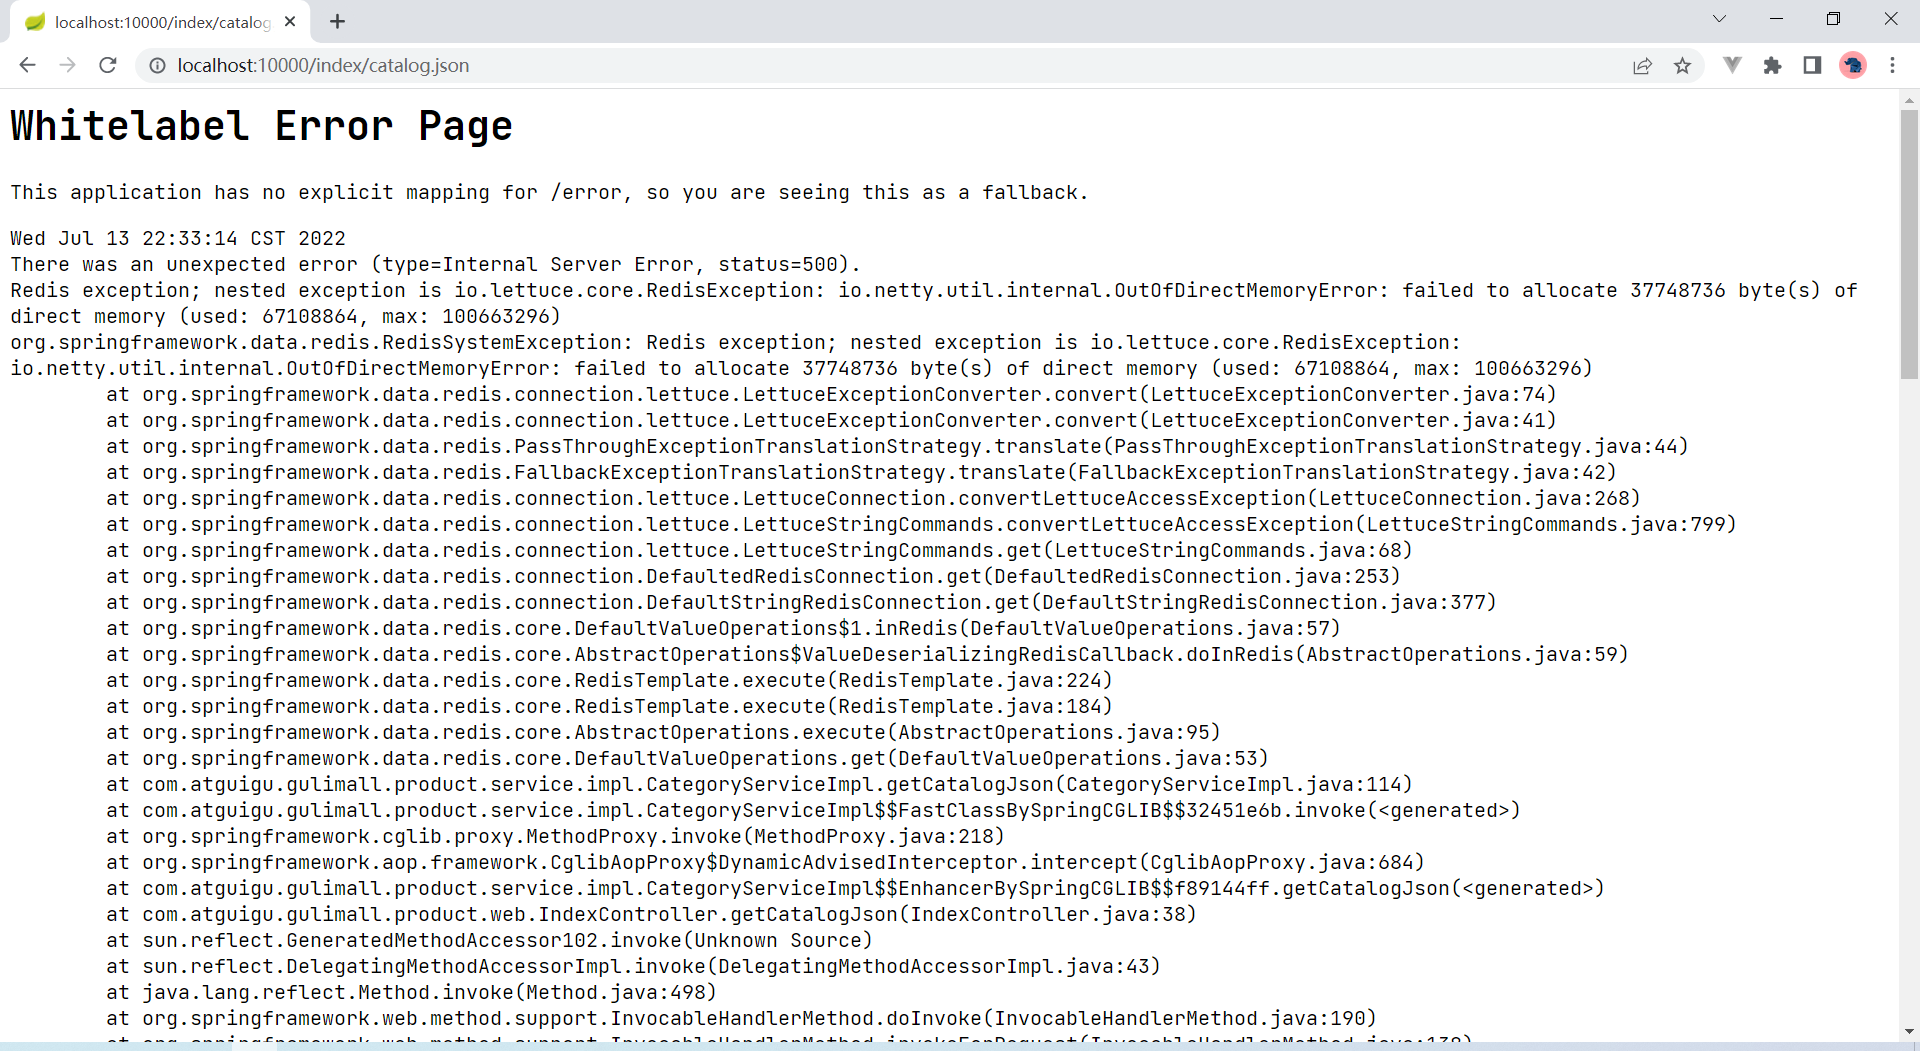 localhost:10000/index/catalog
localhost:10000/index/catalog.json
Whitelabel Error Page
This application has no explicit mapping for /error, so you are seeing this as a fallback.
Wed Jul 13 22:33:14 CST 2022
There was an unexpected error (type=Internal Server Error, status=500).
Redis exception; nested exception is io.lettuce.core.RedisException: io.netty.util.internal.OutOfDirectMemoryError: failed to allocate 37748736 byte(s) of
direct memory (used: 67108864, max: 100663296)
org.springframework.data.redis.RedisSystemException: Redis exception; nested exception is io.lettuce.core.RedisException:
io.netty.util.internal.OutOfDirectMemoryError: failed to allocate 37748736 byte(s) of direct memory (used: 67108864, max: 100663296)
at org.springframework.data.redis.connection.lettuce.LettuceExceptionConverter.convert(LettuceExceptionConverter.java:74)
at org.springframework.data.redis.connection.lettuce.LettuceExceptionConverter.convert(LettuceExceptionConverter.java:41)
at org.springframework.data.redis.PassThroughExceptionTranslationStrategy.translate(PassThroughExceptionTranslationStrategy.java:44)
at org.springframework.data.redis.FallbackExceptionTranslationStrategy.translate(FallbackExceptionTranslationStrategy.java:42)
at org.springframework.data.redis.connection.lettuce.LettuceConnection.convertLettuceAccessException(LettuceConnection.java:268)
at org.springframework.data.redis.connection.lettuce.LettuceStringCommands.convertLettuceAccessException(LettuceStringCommands.java:799)
at org.springframework.data.redis.connection.lettuce.LettuceStringCommands.get(LettuceStringCommands.java:68)
at org.springframework.data.redis.connection.DefaultedRedisConnection.get(DefaultedRedisConnection.java:253)
at org.springframework.data.redis.connection.DefaultStringRedisConnection.get(DefaultStringRedisConnection.java:377)
at org.springframework.data.redis.core.DefaultValueOperations$1.inRedis(DefaultValueOperations.java:57)
at org.springframework.data.redis.core.AbstractOperations$ValueDeserializingRedisCallback.doInRedis(AbstractOperations.java:59)
at org.springframework.data.redis.core.RedisTemplate.execute(RedisTemplate.java:224)
at org.springframework.data.redis.core.RedisTemplate.execute(RedisTemplate.java:184)
at org.springframework.data.redis.core.AbstractOperations.execute(AbstractOperations.java:95)
at org.springframework.data.redis.core.DefaultValueOperations.get(DefaultValueOperations.java:53)
at com.atguigu.gulimall.product.service.impl.CategoryServiceImpl.getCatalogJson(CategoryServiceImpl.java:114)
at com.atguigu.gulimall.product.service.impl.CategoryServiceImpl$$FastClassBySpringCGLIB$$32451e6b.invoke(<generated>)
at org.springframework.cglib.proxy.MethodProxy.invoke(MethodProxy.java:218)
at org.springframework.aop.framework.CglibAopProxy$DynamicAdvisedInterceptor.intercept(CglibAopProxy.java:684)
at com.atguigu.gulimall.product.service.impl.CategoryServiceImpl$$EnhancerBySpringCGLIB$$f89144ff.getCatalogJson(<generated>)
at com.atguigu.gulimall.product.web.IndexController.getCatalogJson(IndexController.java:38)
at sun.reflect.GeneratedMethodAccessor102.invoke(Unknown Source)
at sun.reflect.DelegatingMethodAccessorImpl.invoke(DelegatingMethodAccessorImpl.java:43)
at java.lang.reflect.Method.invoke(Method.java:498)
at org.springframework.web.method.support.InvocableHandlerMethod.doInvoke(InvocableHandlerMethod.java:190)
at org.springframework.web.method.support.InvocableHandlerMethod.invokeForRequest(InvocableHandlerMethod.java:138)